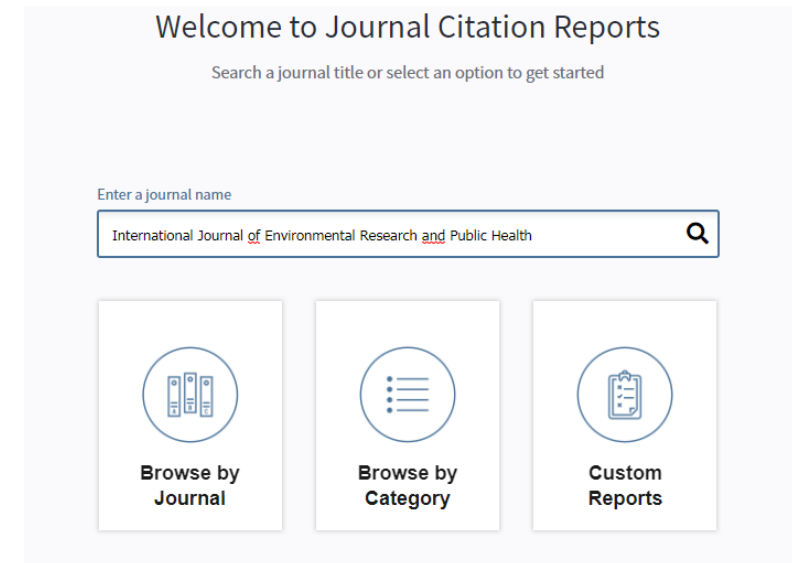 Welcome to Journal Citation Reports
Search a journal title or select an option to get started
Enter a journal name
International Journal of Environmental Research and Public Health
Browse by
Journal
Browse by
Category
Custom
Reports